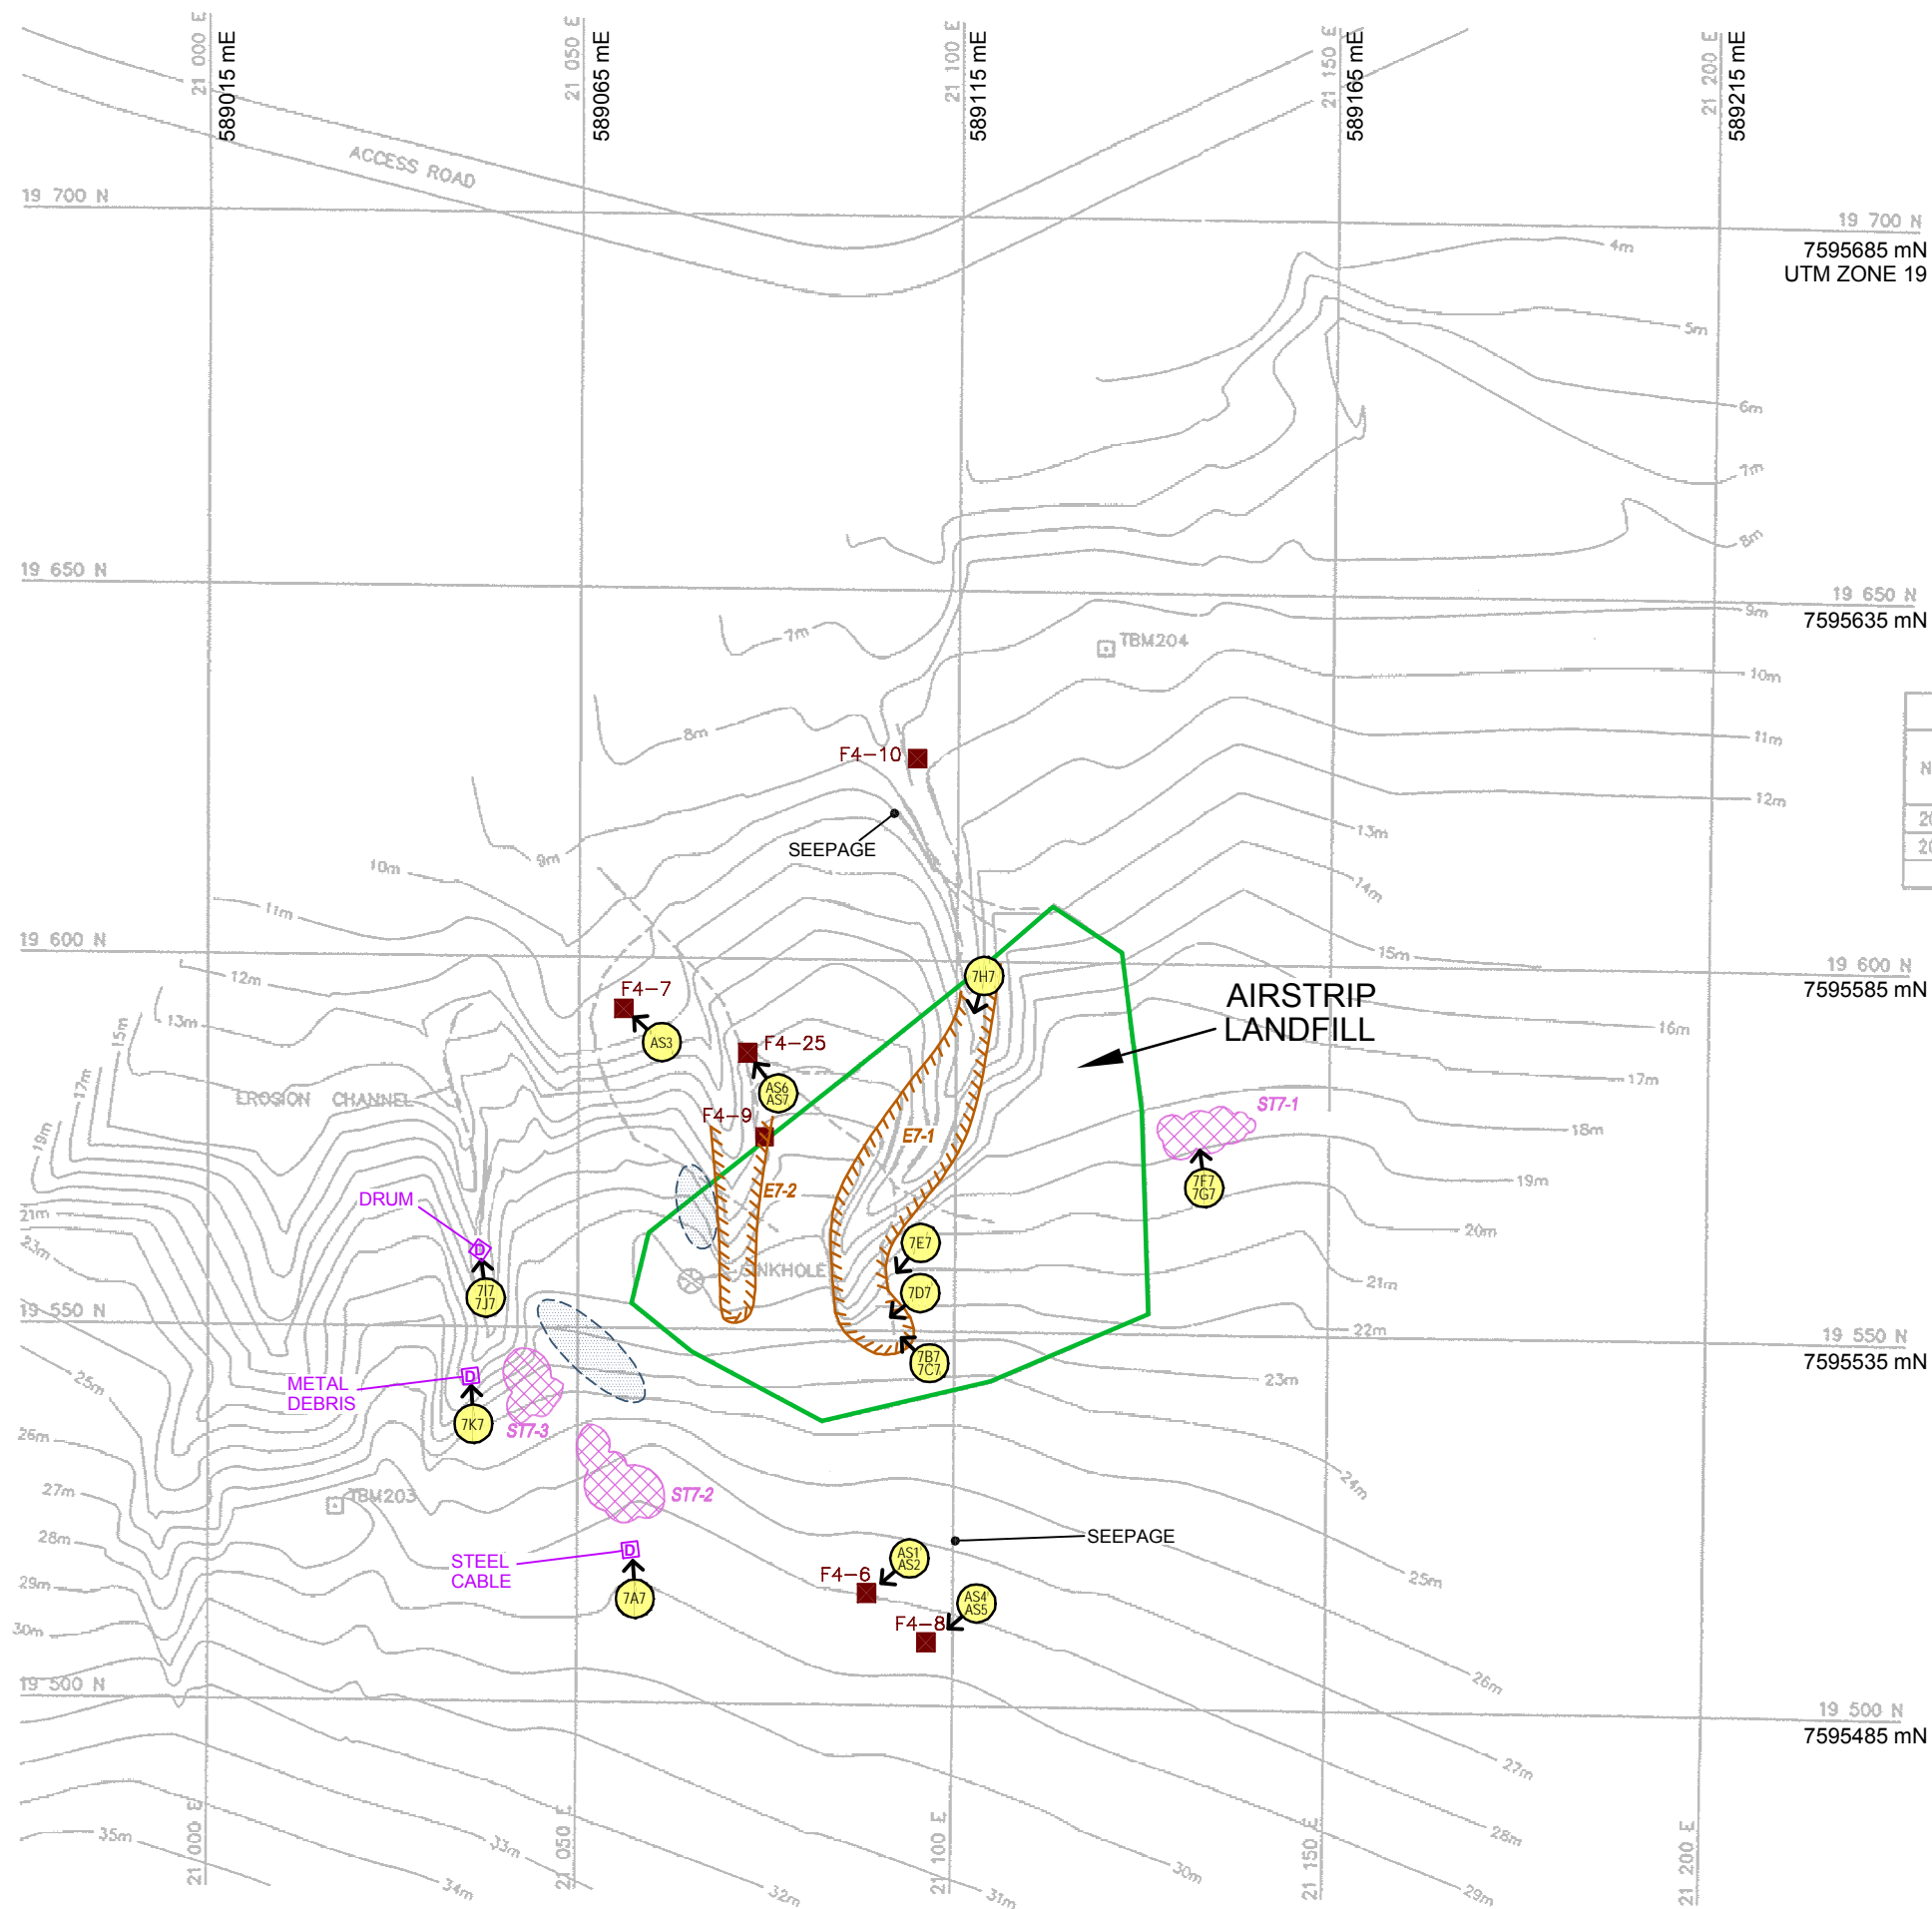 21 000 E
589015 mE
21 050 E
589065 mE
21 100 E
589115 mE
21 150 E
589165 mE
21 200 E
589215 mE
ACCESS ROAD
19 700 N
19 700 N
7595685 mN
UTM ZONE 19
4m
5m
6m
7m
8m
19 650 N
19 650 N
7595635 mN
9m
7m
TBM204
10m
8m
11m
F4-10
12m
SEEPAGE
13m
9m
10m
14m
11m
15m
19 600 N
19 600 N
7595585 mN
12m
7H7
F4-7
AIRSTRIP
LANDFILL
13m
15m
16m
AS3
F4-25
17m
17m
AS6
AS7
EROSION CHANNEL
ST7-1
F4-9
18m
19m
E7-1
19m
7F7
7G7
E7-2
DRUM
21m
20m
23m
D
7E7
SINKHOLE
21m
7I7
7J7
7D7
19 550 N
22m
19 550 N
7595535 mN
7B7
7C7
25m
METAL
DEBRIS
D
23m
7K7
ST7-3
26m
24m
27m
TBM203
ST7-2
28m
SEEPAGE
STEEL
CABLE
D
AS1
AS2
25m
29m
7A7
F4-6
AS4
AS5
30m
F4-8
26m
19 500 N
19 500 N
7595485 mN
27m
28m
35m
33m
34m
32m
31m
30m
29m
21 000 E
21 050 E
21 100 E
21 150 E
21 200 E